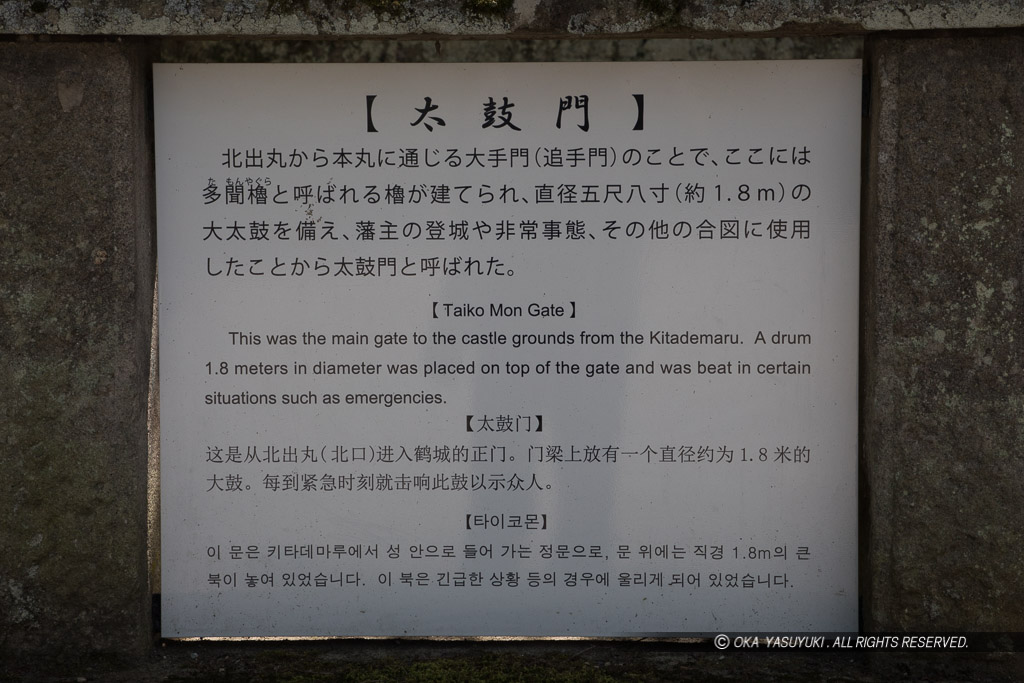 【 太 鼓 門 】
北出丸から本丸に通じる大手門(追手門)のことで、ここには
た もんやぐら
多聞櫓と呼ばれる櫓が建てられ、直径五尺八寸(約1.8m)の
大太鼓を備え、藩主の登城や非常事態、その他の合図に使用
したことから太鼓門と呼ばれた。
【 Taiko Mon Gate 】
This was the main gate to the castle grounds from the Kitademaru. A drum
1.8 meters in diameter was placed on top of the gate and was beat in certain
situations such as emergencies.
【太鼓门】
这是从北出丸(北口)进入鹤城的正门。门梁上放有一个直径约为1.8米的
大鼓。每到紧急时刻就击响此鼓以示众人。
【타이코몬】
이 문은 키타데마루에서 성 안으로 들어 가는 정문으로, 문 위에는 직경 1.8m의 큰
북이 놓여 있었습니다. 이 북은 긴급한 상황 등의 경우에 울리게 되어 있었습니다.
© OKA YASUYUKI. ALL RIGHTS RESERVED.